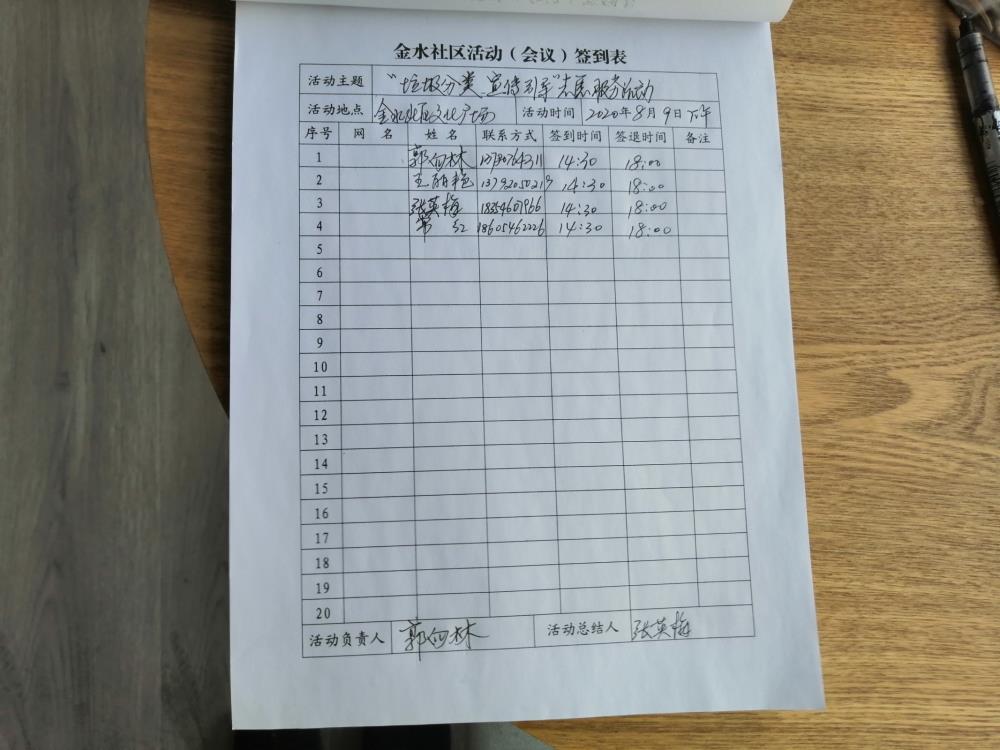 金水社区活动（会议）签到表
活动主题 “垃圾分类 宣传引导”志愿服务活动
活动地点 金水社区文化广场 活动时间 2020年8月9日下午
序号 网 名 姓 名 联系方式 签到时间 签退时间 备注
1 郭向林 14:30 18:00
2 王丽艳 13792050219 14:30 18:00
3 张英梅 18354607966 14:30 18:00
4 常红 18605462226 14:30 18:00
5
6
7
8
9
10
11
12
13
14
15
16
17
18
19
20
活动负责人 郭向林 活动总结人 张英梅